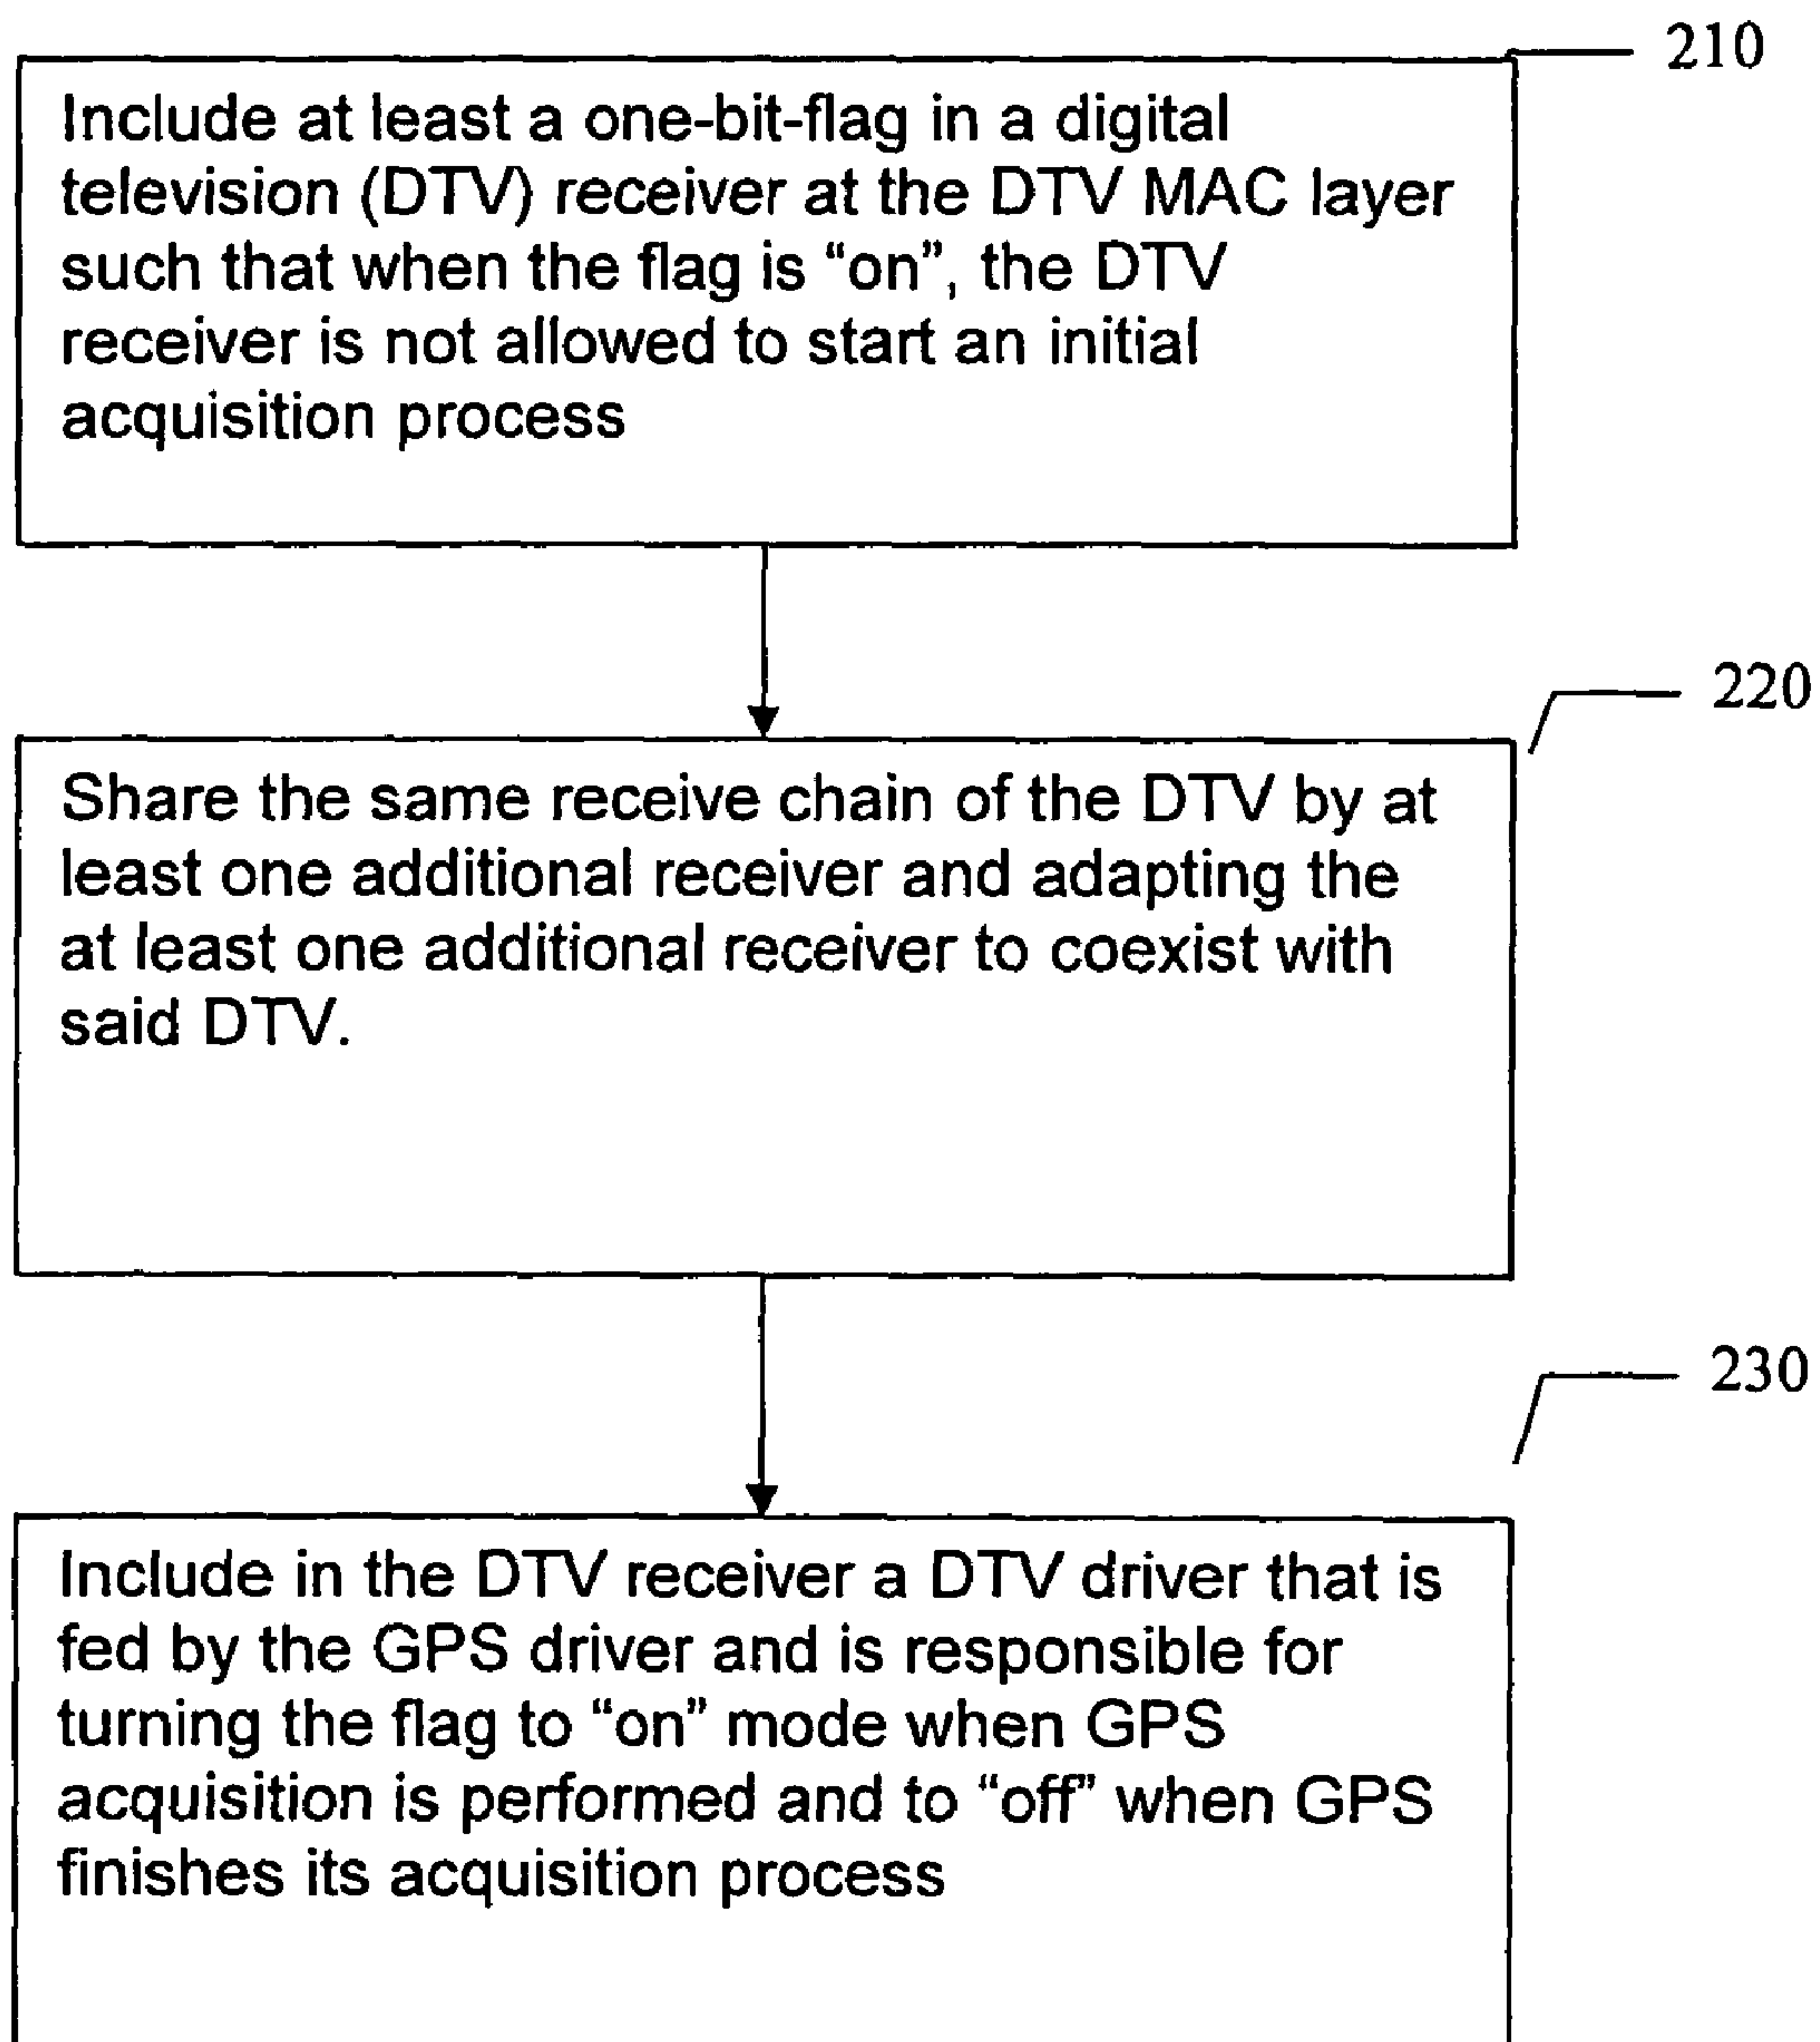 210
Include at least a one-bit-flag in a digital
television (DTV) receiver at the DTV MAC layer
such that when the flag is “on”, the DTV
receiver is not allowed to start an initial
acquisition process
220
Share the same receive chain of the DTV by at
least one additional receiver and adapting the
at least one additional receiver to coexist with
said DTV.
230
Include in the DTV receiver a DTV driver that is
fed by the GPS driver and is responsible for
turning the flag to “on” mode when GPS
acquisition is performed and to “off” when GPS
finishes its acquisition process